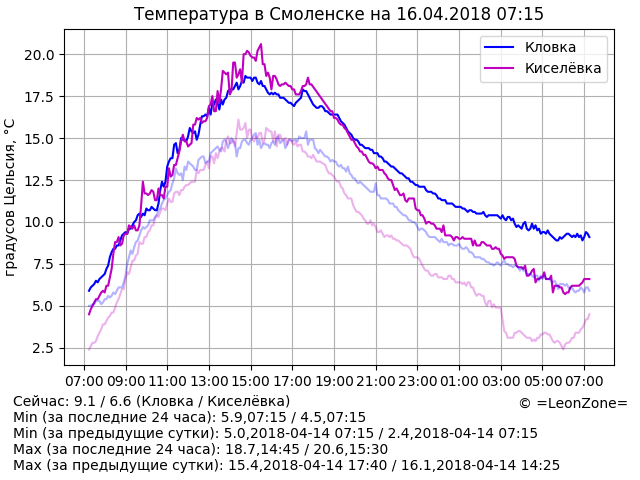 Температура в Смоленске на 16.04.2018 07:15
20.0
17.5
15.0
12.5
10.0
7.5
5.0
2.5
градусов Цельсия, °C
Кловка
Киселёвка
07:00 09:00 11:00 13:00 15:00 17:00 19:00 21:00 23:00 01:00 03:00 05:00 07:00
Сейчас: 9.1 / 6.6 (Кловка / Киселёвка)
© =LeonZone=
Min (за последние 24 часа): 5.9,07:15 / 4.5,07:15
Min (за предыдущие сутки): 5.0,2018-04-14 07:15 / 2.4,2018-04-14 07:15
Max (за последние 24 часа): 18.7,14:45 / 20.6,15:30
Max (за предыдущие сутки): 15.4,2018-04-14 17:40 / 16.1,2018-04-14 14:25